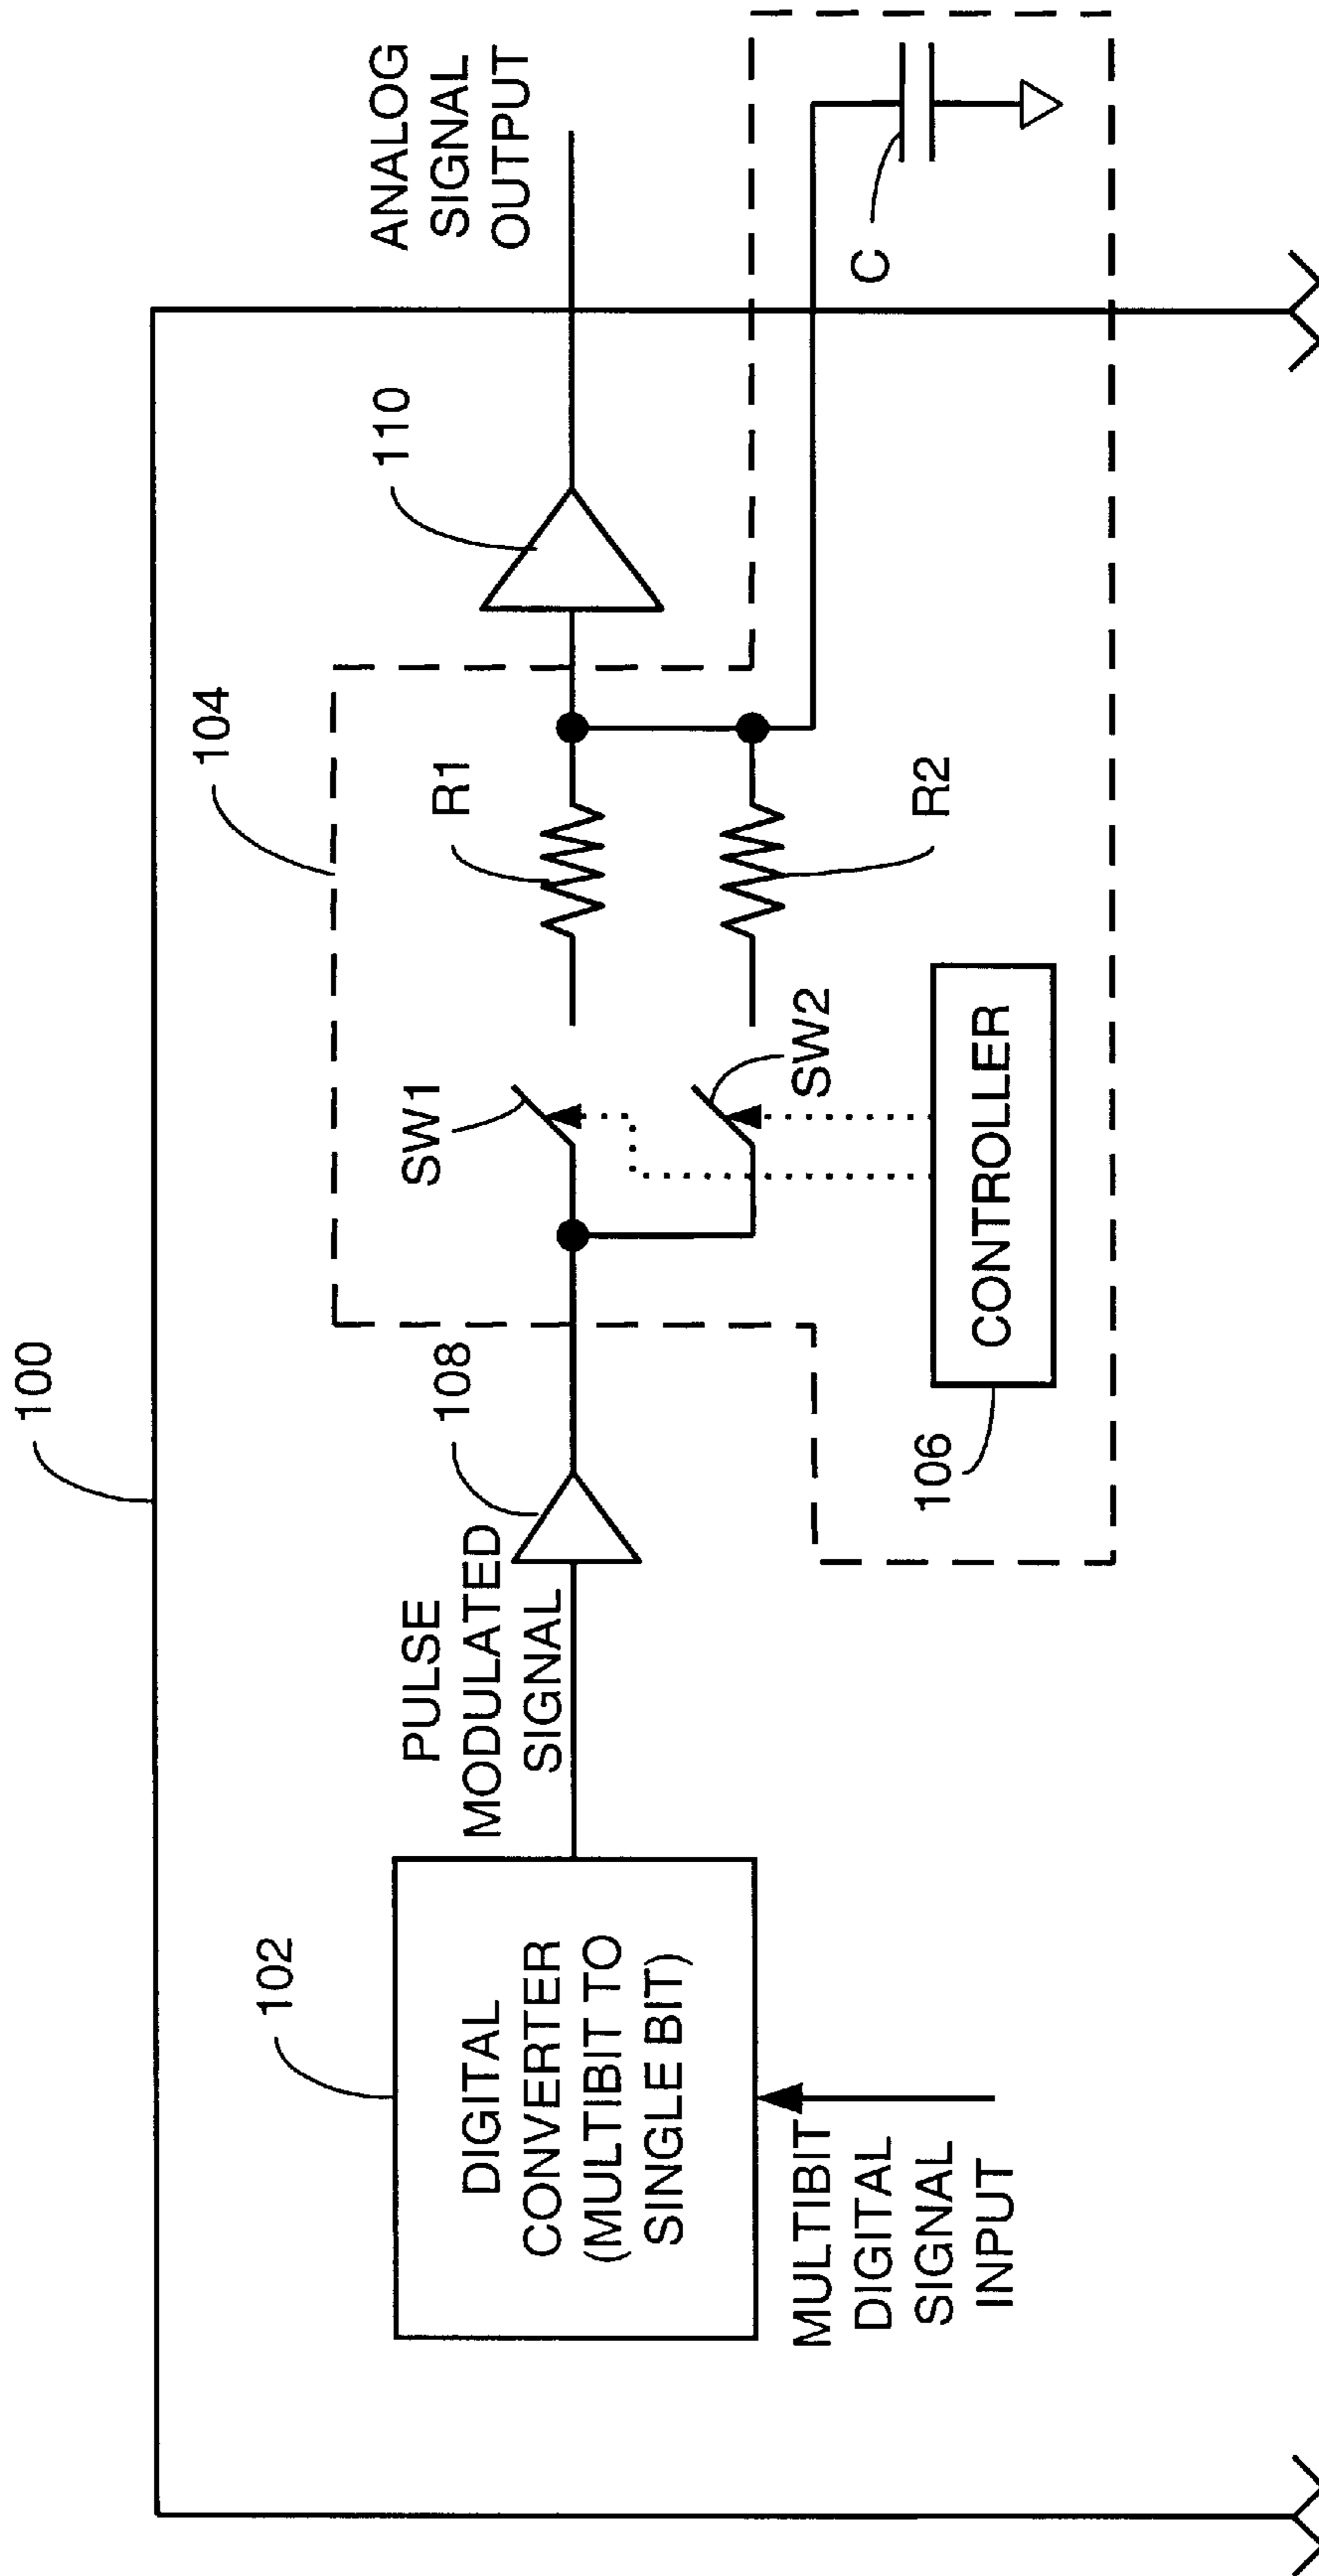 100
102
DIGITAL
CONVERTER
(MULTIBIT TO
SINGLE BIT)
MULTIBIT
DIGITAL
SIGNAL
INPUT
PULSE
MODULATED
SIGNAL
108
104
SW1
SW2
R1
R2
106
CONTROLLER
110
ANALOG
SIGNAL
OUTPUT
C